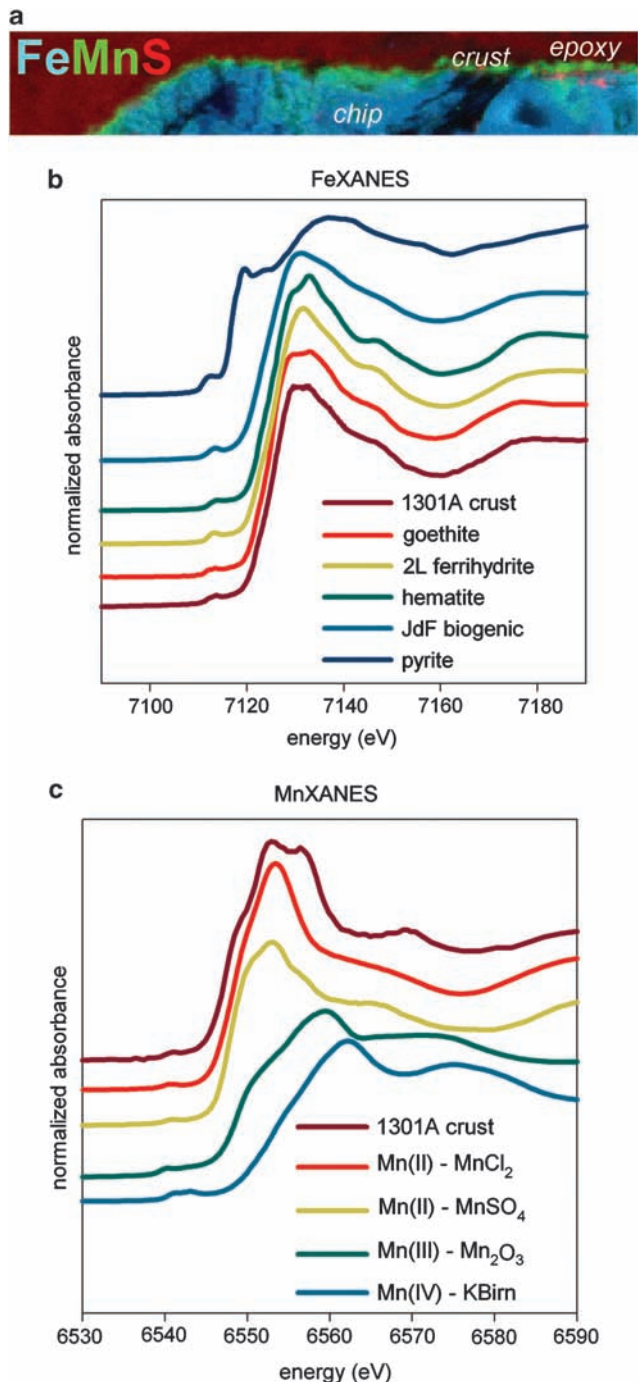 a
FeMnS
crust
epoxy
chip
b
FeXANES
normalized absorbance
1301A crust
goethite
2L ferrihydrite
hematite
JdF biogenic
pyrite
7100 7120 7140 7160 7180
energy (eV)
c
MnXANES
normalized absorbance
1301A crust
Mn(II) - MnCl₂
Mn(II) - MnSO₄
Mn(III) - Mn₂O₃
Mn(IV) - KBirn
6530 6540 6550 6560 6570 6580 6590
energy (eV)